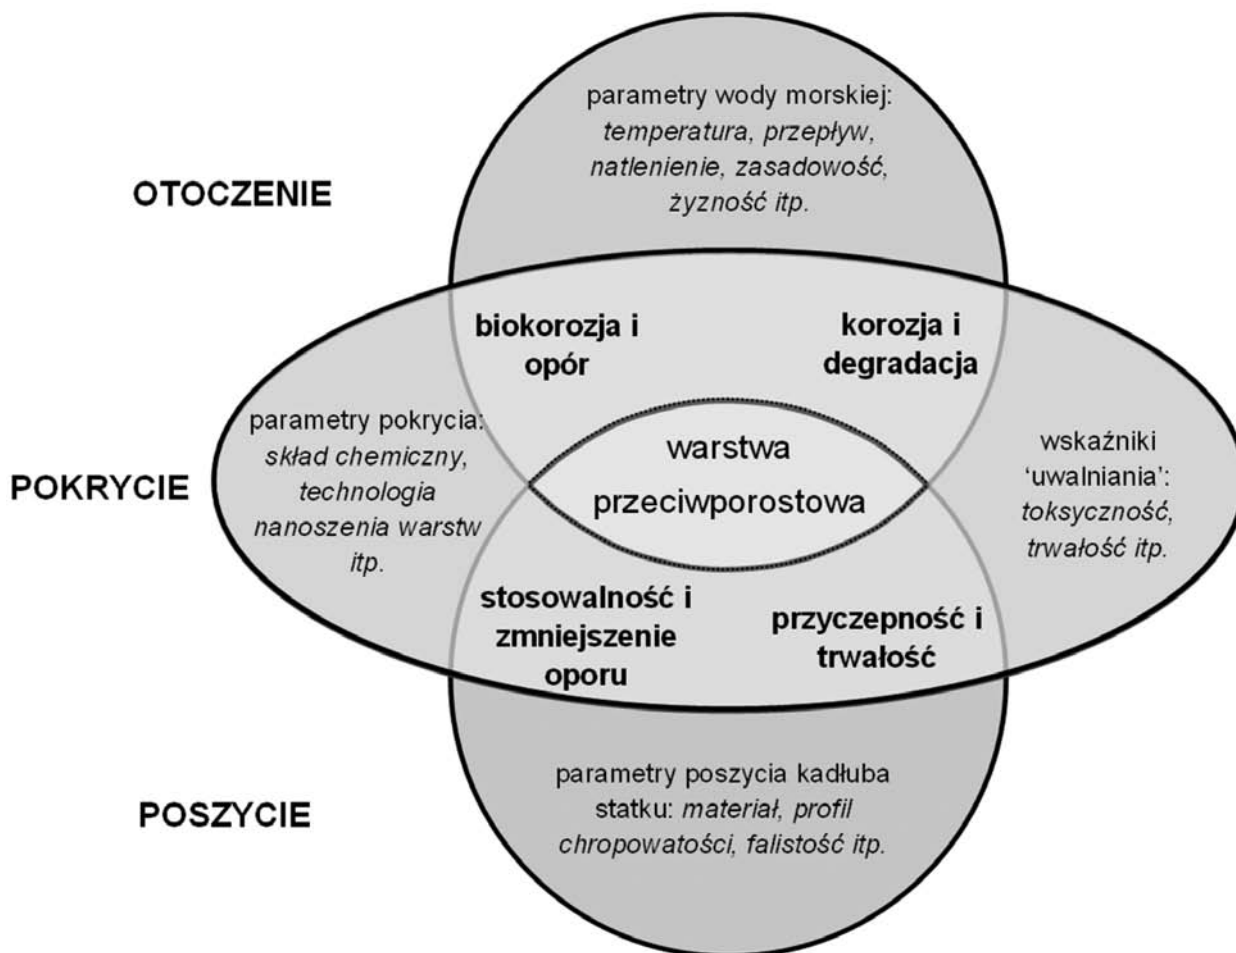 parametry wody morskiej:
temperatura, przepływ,
natlenienie, zasadowość,
żyzność itp.
OTOCZENIE
biokorozja i
opór
korozja i
degradacja
parametry pokrycia:
skład chemiczny,
technologia
nanoszenia warstw
itp.
warstwa
przeciwporostowa
wskaźniki
‘uwalniania’:
toksyczność,
trwałość itp.
POKRYCIE
stosowalność i
zmniejszenie
oporu
przyczepność i
trwałość
parametry poszycia kadłuba
statku: materiał, profil
chropowatości, falistość itp.
POSZYCIE